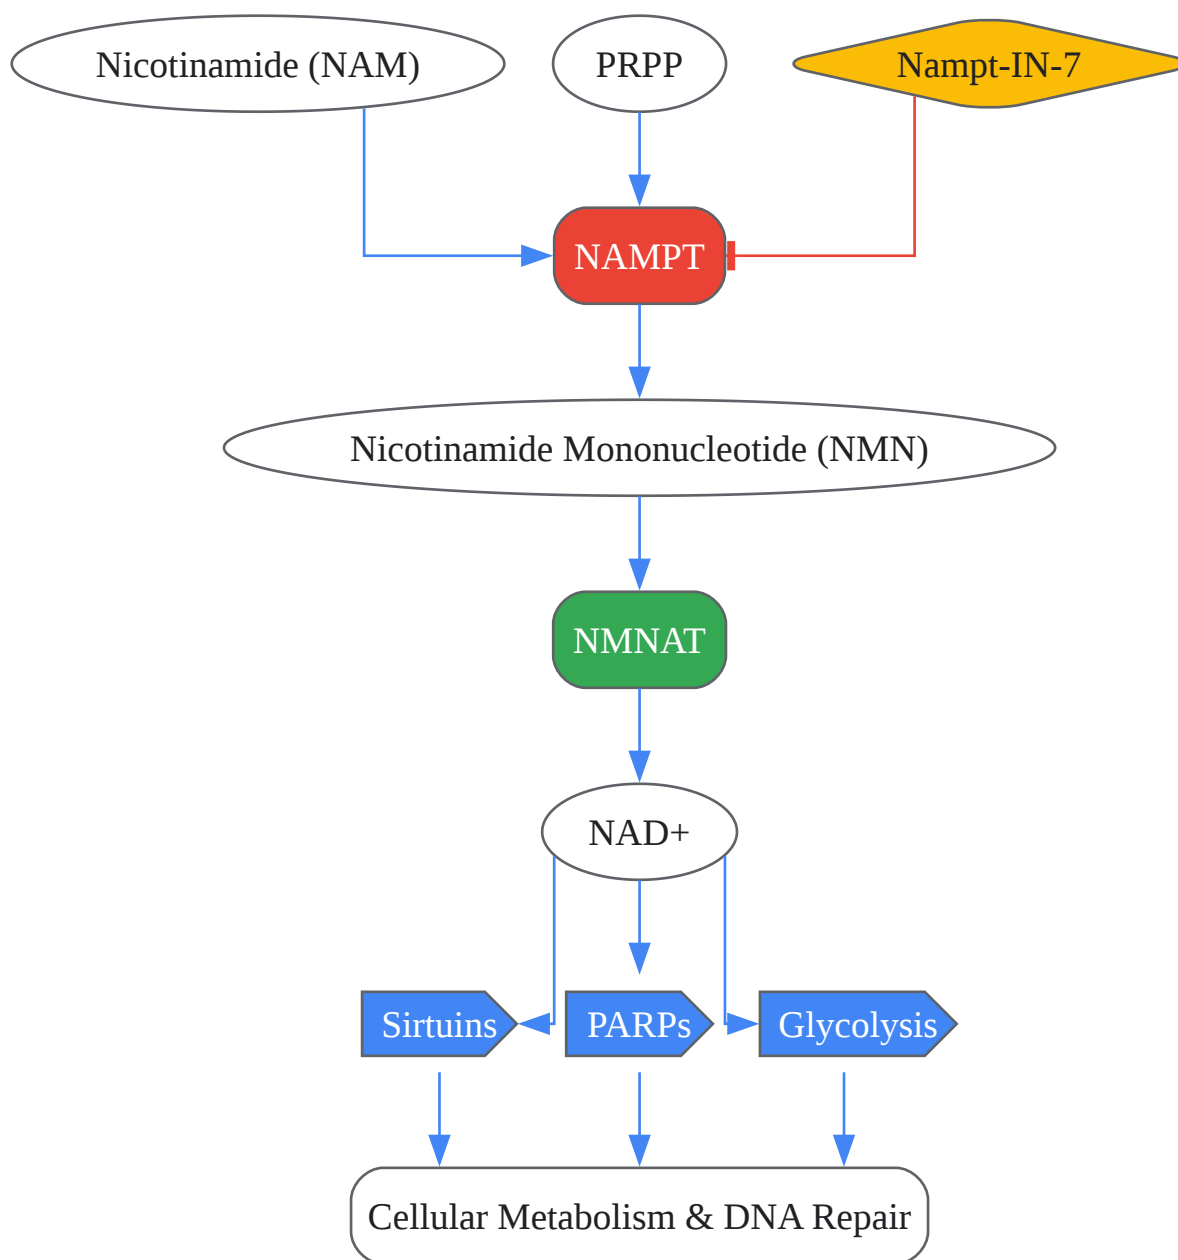 Nicotinamide (NAM)
PRPP
Nampt-IN-7
NAMPT
Nicotinamide Mononucleotide (NMN)
NMNAT
NAD+
Sirtuins
PARPs
Glycolysis
Cellular Metabolism & DNA Repair